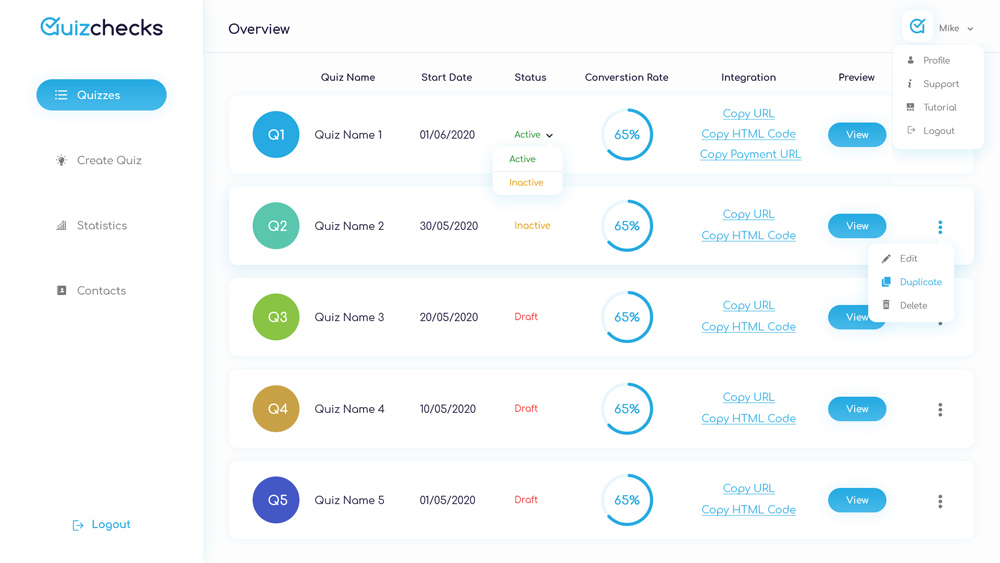 Quizchecks
Quizzes
Create Quiz
Statistics
Contacts
Logout
Overview
Mike
Profile
Support
Tutorial
Logout
Quiz Name Start Date Status Converstion Rate Integration Preview
Q1 Quiz Name 1 01/06/2020 Active 65% Copy URL View
Copy HTML Code
Copy Payment URL
Active
Inactive
Q2 Quiz Name 2 30/05/2020 Inactive 65% Copy URL View
Copy HTML Code
Edit
Duplicate
Delete
Q3 Quiz Name 3 20/05/2020 Draft 65% Copy URL View
Copy HTML Code
Q4 Quiz Name 4 10/05/2020 Draft 65% Copy URL View
Copy HTML Code
Q5 Quiz Name 5 01/05/2020 Draft 65% Copy URL View
Copy HTML Code